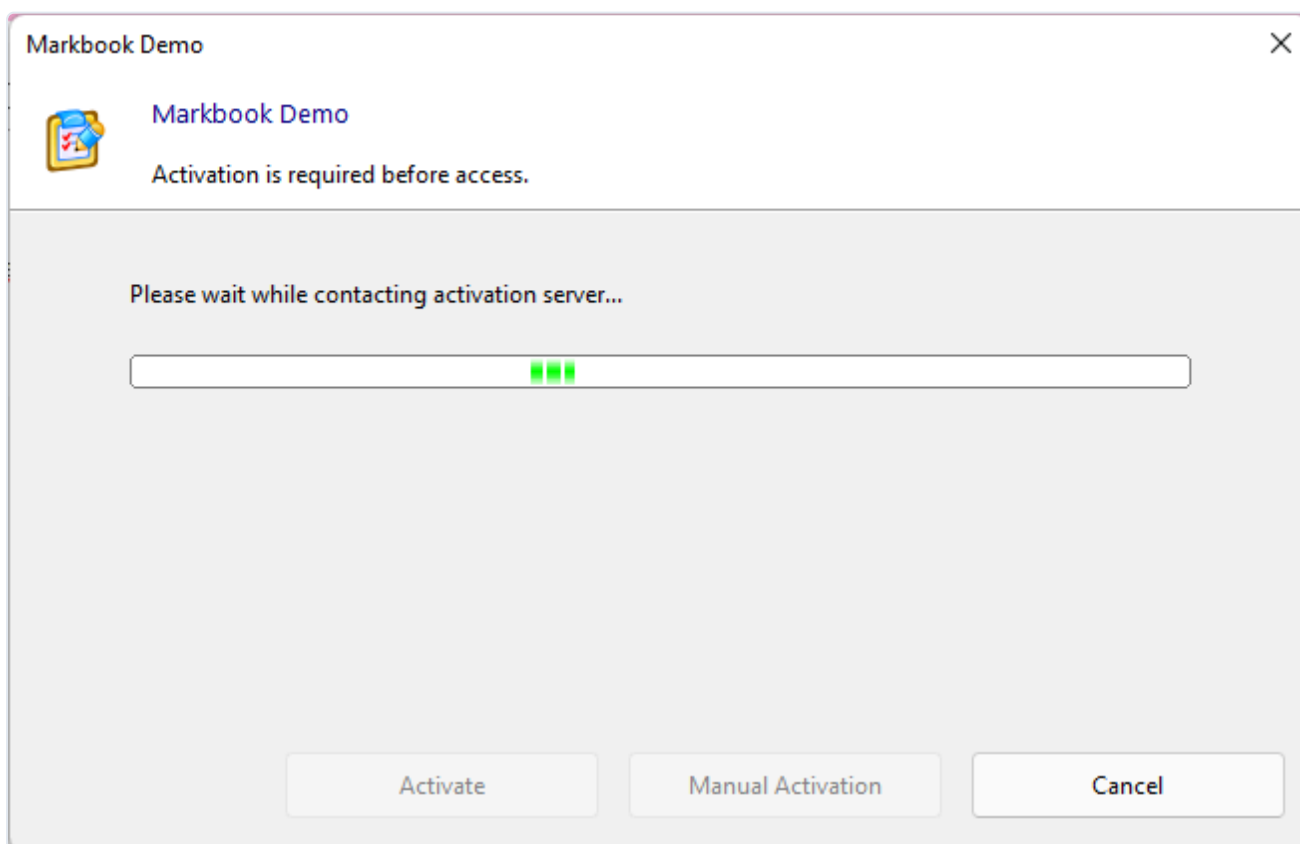 Markbook Demo
Markbook Demo
Activation is required before access.
Please wait while contacting activation server...
Activate
Manual Activation
Cancel